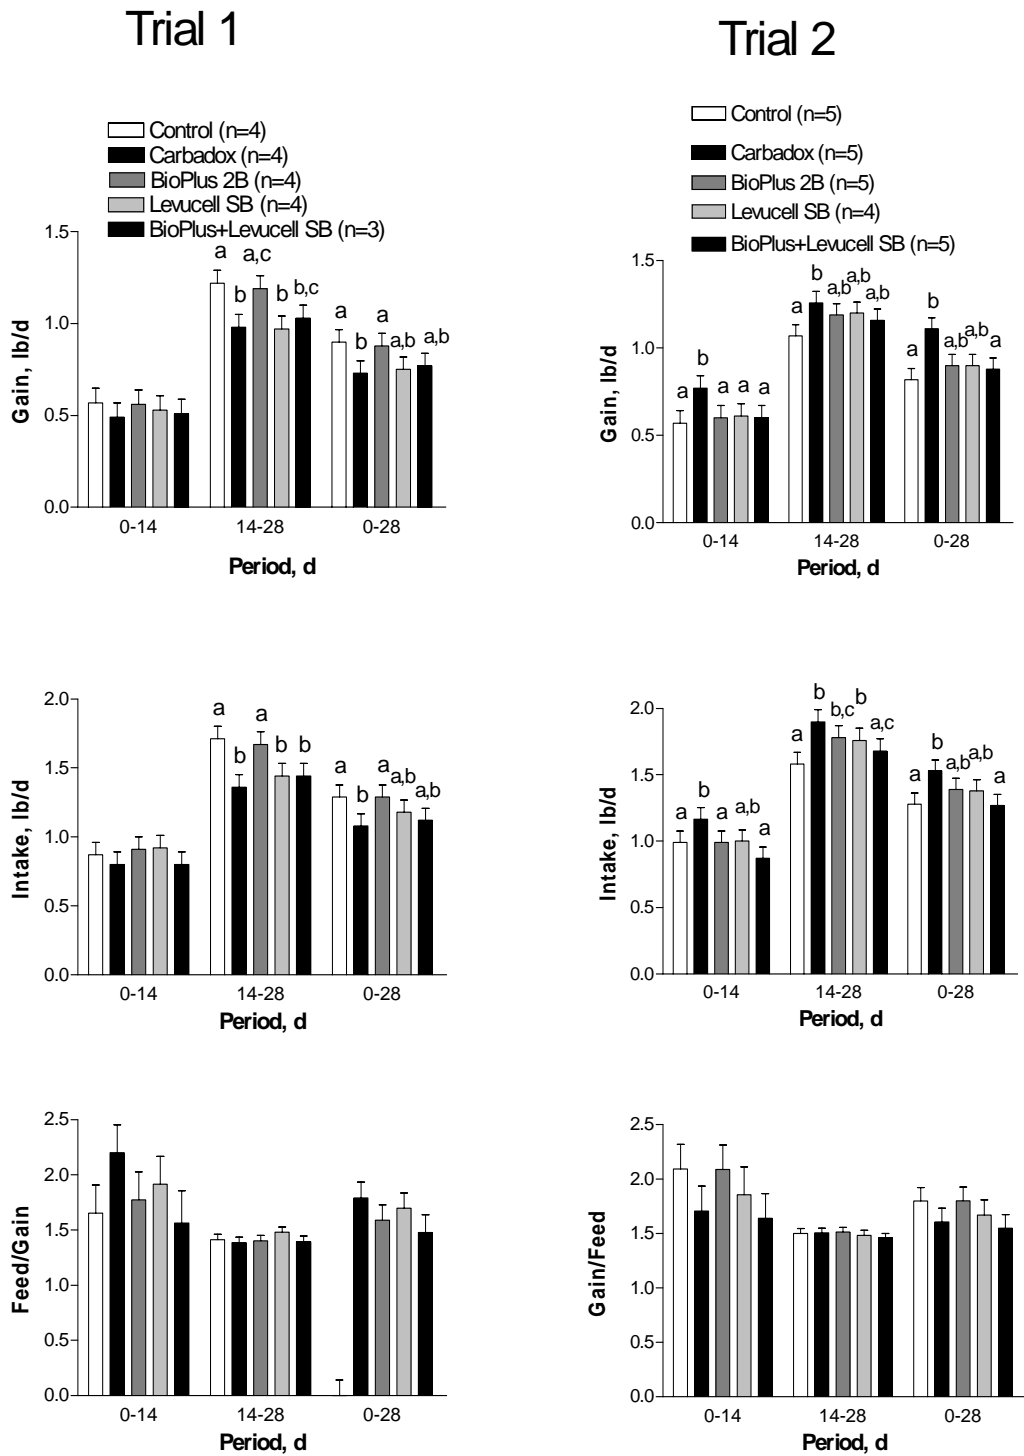 Trial 1
Control (n=4)
Carbadox (n=4)
BioPlus 2B (n=4)
Levucell SB (n=4)
BioPlus+Levucell SB (n=3)
1.5
1.0
0.5
0.0
Gain, lb/d
a b a,c b b,c
a b a a,b a,b
0-14 14-28 0-28
Period, d
2.0
1.5
1.0
0.5
0.0
Intake, lb/d
a b a b b
a b a a,b a,b
0-14 14-28 0-28
Period, d
2.5
2.0
1.5
1.0
0.5
0.0
Feed/Gain
0-14 14-28 0-28
Period, d
Trial 2
Control (n=5)
Carbadox (n=5)
BioPlus 2B (n=5)
Levucell SB (n=4)
BioPlus+Levucell SB (n=5)
1.5
1.0
0.5
0.0
Gain, lb/d
a b a a a
a b a,b a,b a,b
a b a,b a,b a
0-14 14-28 0-28
Period, d
2.0
1.5
1.0
0.5
0.0
Intake, lb/d
a b a a,b a
a b b,c b a,c
a b a,b a,b a
0-14 14-28 0-28
Period, d
2.5
2.0
1.5
1.0
0.5
0.0
Gain/Feed
0-14 14-28 0-28
Period, d